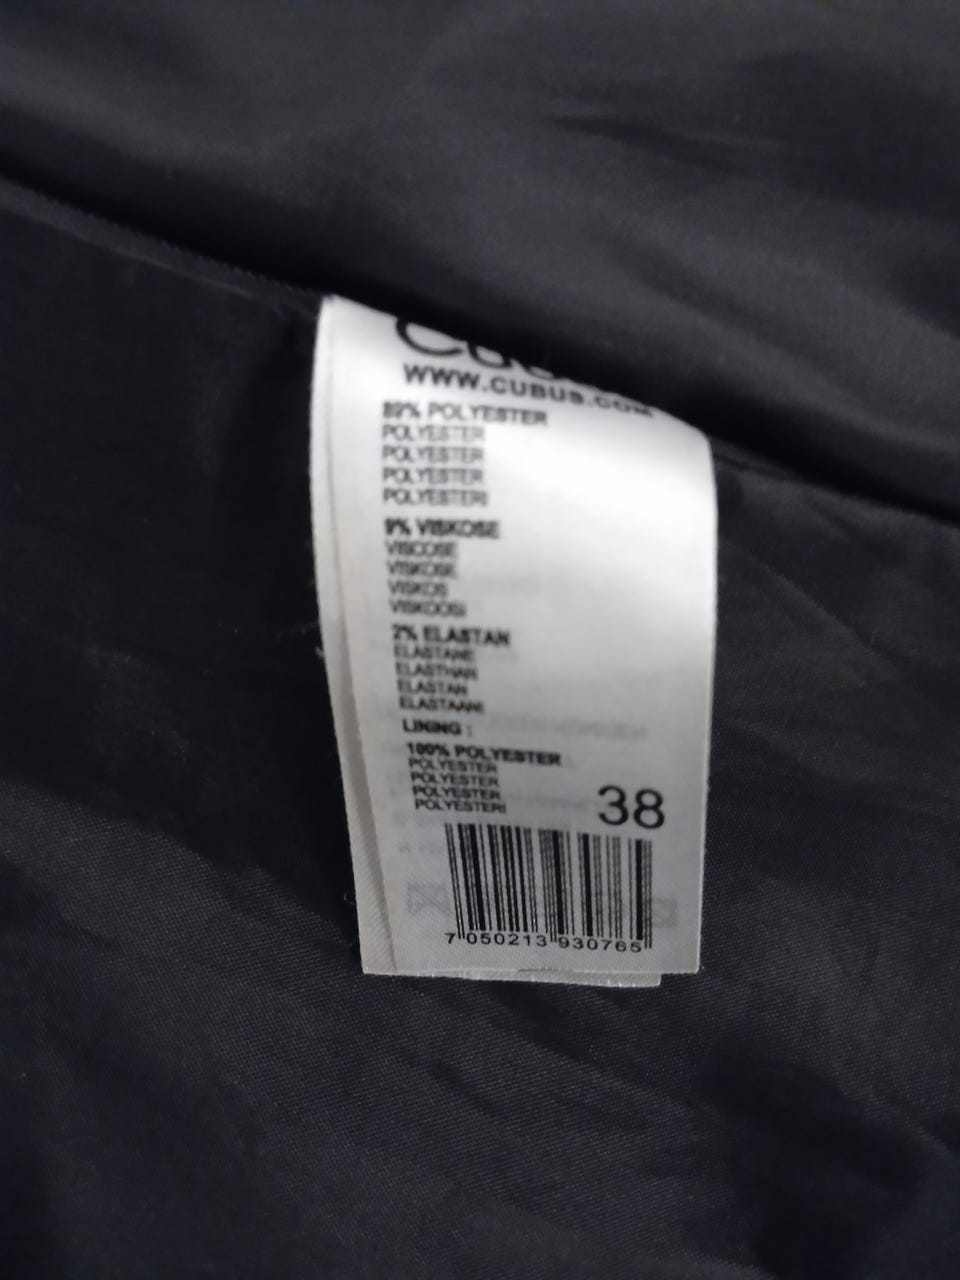 Cubus
WWW.CUBUS.COM
89% POLYESTER
POLYESTER
POLYESTER
POLYESTER
POLYESTERI
9% VISKOSE
VISCOSE
VISKOSE
VISKOS
VISKOOSI
2% ELASTAN
ELASTANE
ELASTHAN
ELASTAN
ELASTAANI
LINING :
100% POLYESTER
POLYESTER
POLYESTER
POLYESTER
POLYESTERI
38
7 050213 930765